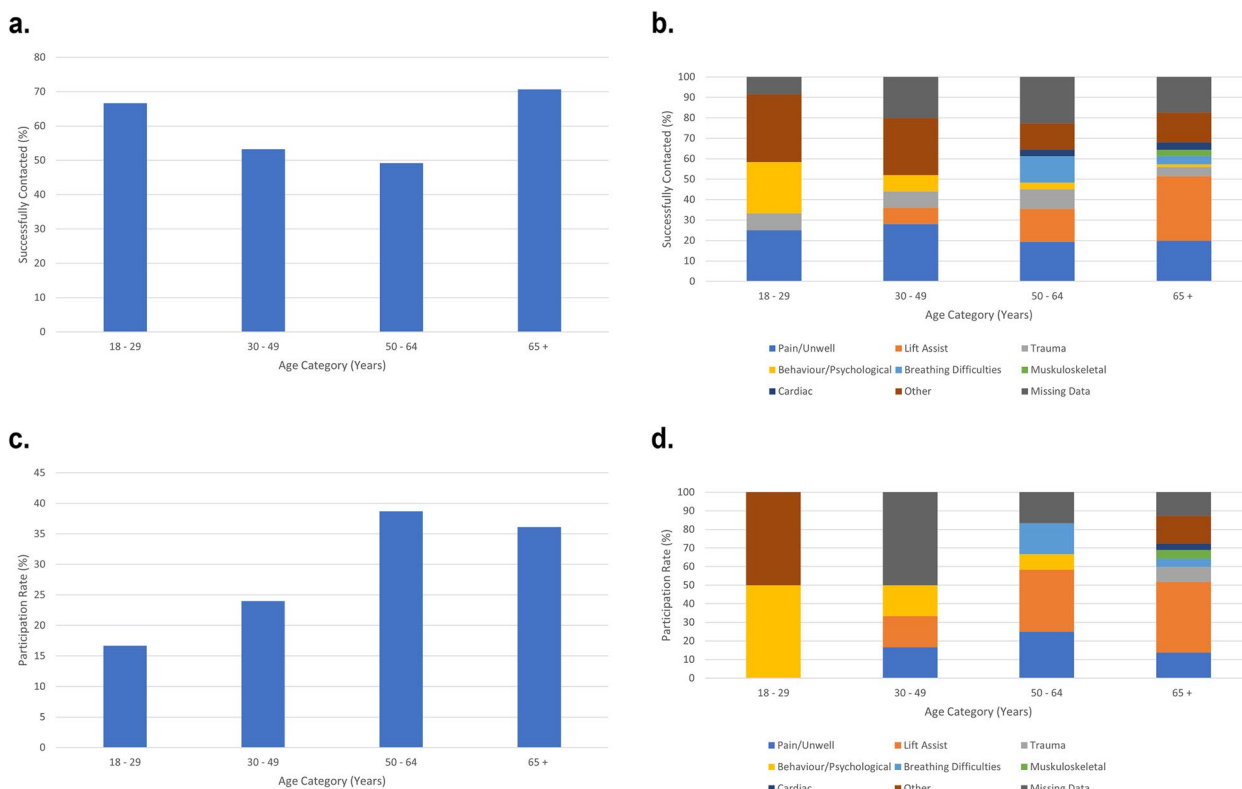 a.
80
70
60
50
40
30
20
10
0
Successfully Contacted (%)
18 - 29 30 - 49 50 - 64 65 +
Age Category (Years)
b.
100
90
80
70
60
50
40
30
20
10
0
Successfully Contacted (%)
18 - 29 30 - 49 50 - 64 65 +
Age Category (Years)
Pain/Unwell Lift Assist Trauma
Behaviour/Psychological Breathing Difficulties Muskuloskeletal
Cardiac Other Missing Data
c.
45
40
35
30
25
20
15
10
5
0
Participation Rate (%)
18 - 29 30 - 49 50 - 64 65 +
Age Category (Years)
d.
100
90
80
70
60
50
40
30
20
10
0
Participation Rate (%)
18 - 29 30 - 49 50 - 64 65 +
Age Category (Years)
Pain/Unwell Lift Assist Trauma
Behaviour/Psychological Breathing Difficulties Muskuloskeletal
Cardiac Other Missing Data